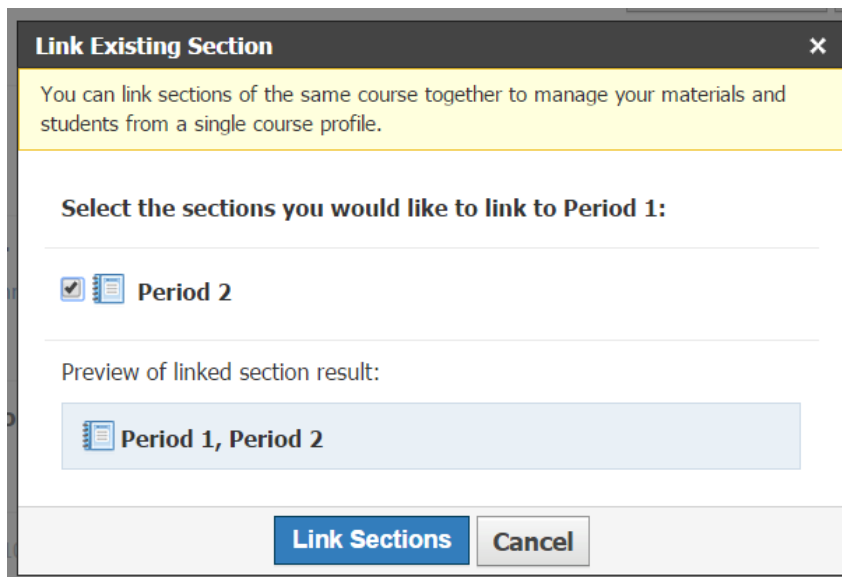 Link Existing Section ×
You can link sections of the same course together to manage your materials and
students from a single course profile.
Select the sections you would like to link to Period 1:
Period 2
Preview of linked section result:
Period 1, Period 2
Link Sections Cancel